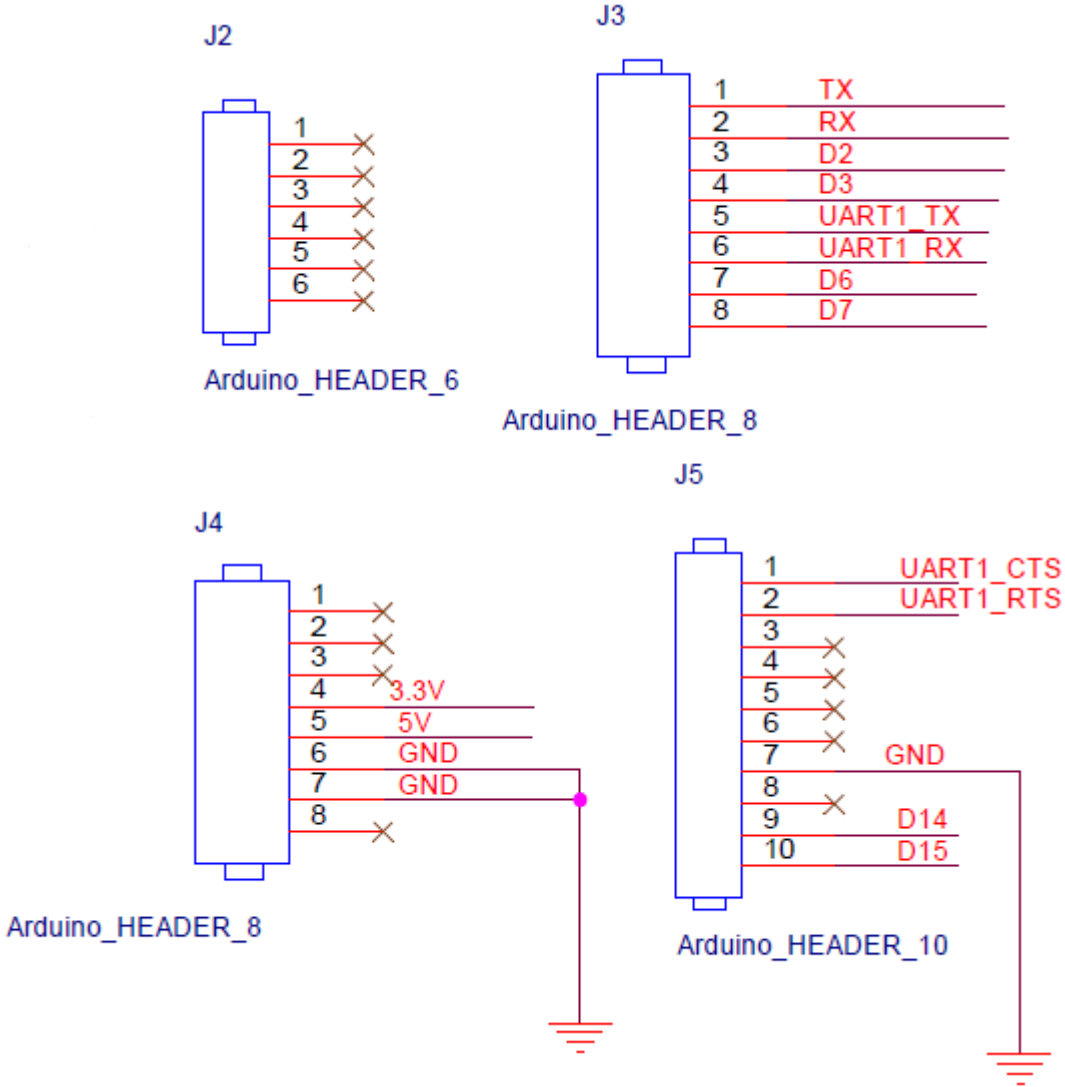 J2
1
2
3
4
5
6
Arduino_HEADER_6
J3
1 TX
2 RX
3 D2
4 D3
5 UART1_TX
6 UART1_RX
7 D6
8 D7
Arduino_HEADER_8
J4
1
2
3
4 3.3V
5 5V
6 GND
7 GND
8
Arduino_HEADER_8
J5
1 UART1_CTS
2 UART1_RTS
3
4
5
6
7 GND
8
9 D14
10 D15
Arduino_HEADER_10